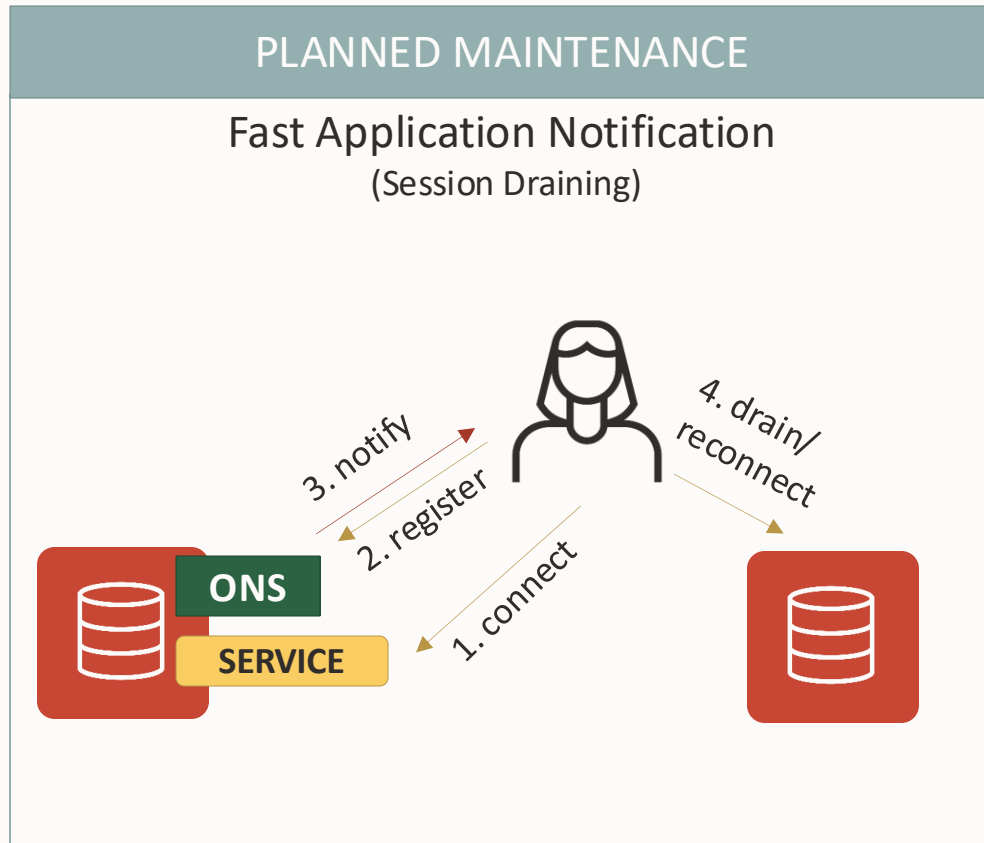 PLANNED MAINTENANCE
Fast Application Notification
(Session Draining)
3. notify
2. register
4. drain/
reconnect
1. connect
ONS
SERVICE